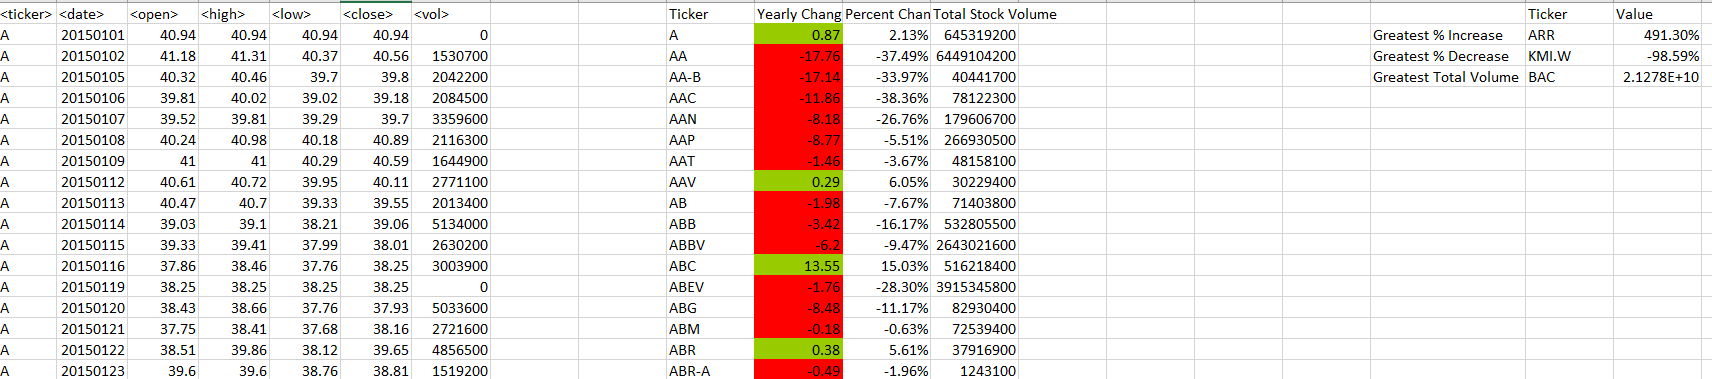 <ticker> <date> <open> <high> <low> <close> <vol> Ticker Yearly Chang Percent Chan Total Stock Volume Ticker Value
A 20150101 40.94 40.94 40.94 40.94 0 A 0.87 2.13% 645319200 Greatest % Increase ARR 491.30%
A 20150102 41.18 41.31 40.37 40.56 1530700 AA -17.76 -37.49% 6449104200 Greatest % Decrease KMI.W -98.59%
A 20150105 40.32 40.46 39.7 39.8 2042200 AA-B -17.14 -33.97% 40441700 Greatest Total Volume BAC 2.1278E+10
A 20150106 39.81 40.02 39.02 39.18 2084500 AAC -11.86 -38.36% 78122300
A 20150107 39.52 39.81 39.29 39.7 3359600 AAN -8.18 -26.76% 179606700
A 20150108 40.24 40.98 40.18 40.89 2116300 AAP -8.77 -5.51% 266930500
A 20150109 41 41 40.29 40.59 1644900 AAT -1.46 -3.67% 48158100
A 20150112 40.61 40.72 39.95 40.11 2771100 AAV 0.29 6.05% 30229400
A 20150113 40.47 40.7 39.33 39.55 2013400 AB -1.98 -7.67% 71403800
A 20150114 39.03 39.1 38.21 39.06 5134000 ABB -3.42 -16.17% 532805500
A 20150115 39.33 39.41 37.99 38.01 2630200 ABBV -6.2 -9.47% 2643021600
A 20150116 37.86 38.46 37.76 38.25 3003900 ABC 13.55 15.03% 516218400
A 20150119 38.25 38.25 38.25 38.25 0 ABEV -1.76 -28.30% 3915345800
A 20150120 38.43 38.66 37.76 37.93 5033600 ABG -8.48 -11.17% 82930400
A 20150121 37.75 38.41 37.68 38.16 2721600 ABM -0.18 -0.63% 72539400
A 20150122 38.51 39.86 38.12 39.65 4856500 ABR 0.38 5.61% 37916900
A 20150123 39.6 39.6 38.76 38.81 1519200 ABR-A -0.49 -1.96% 1243100